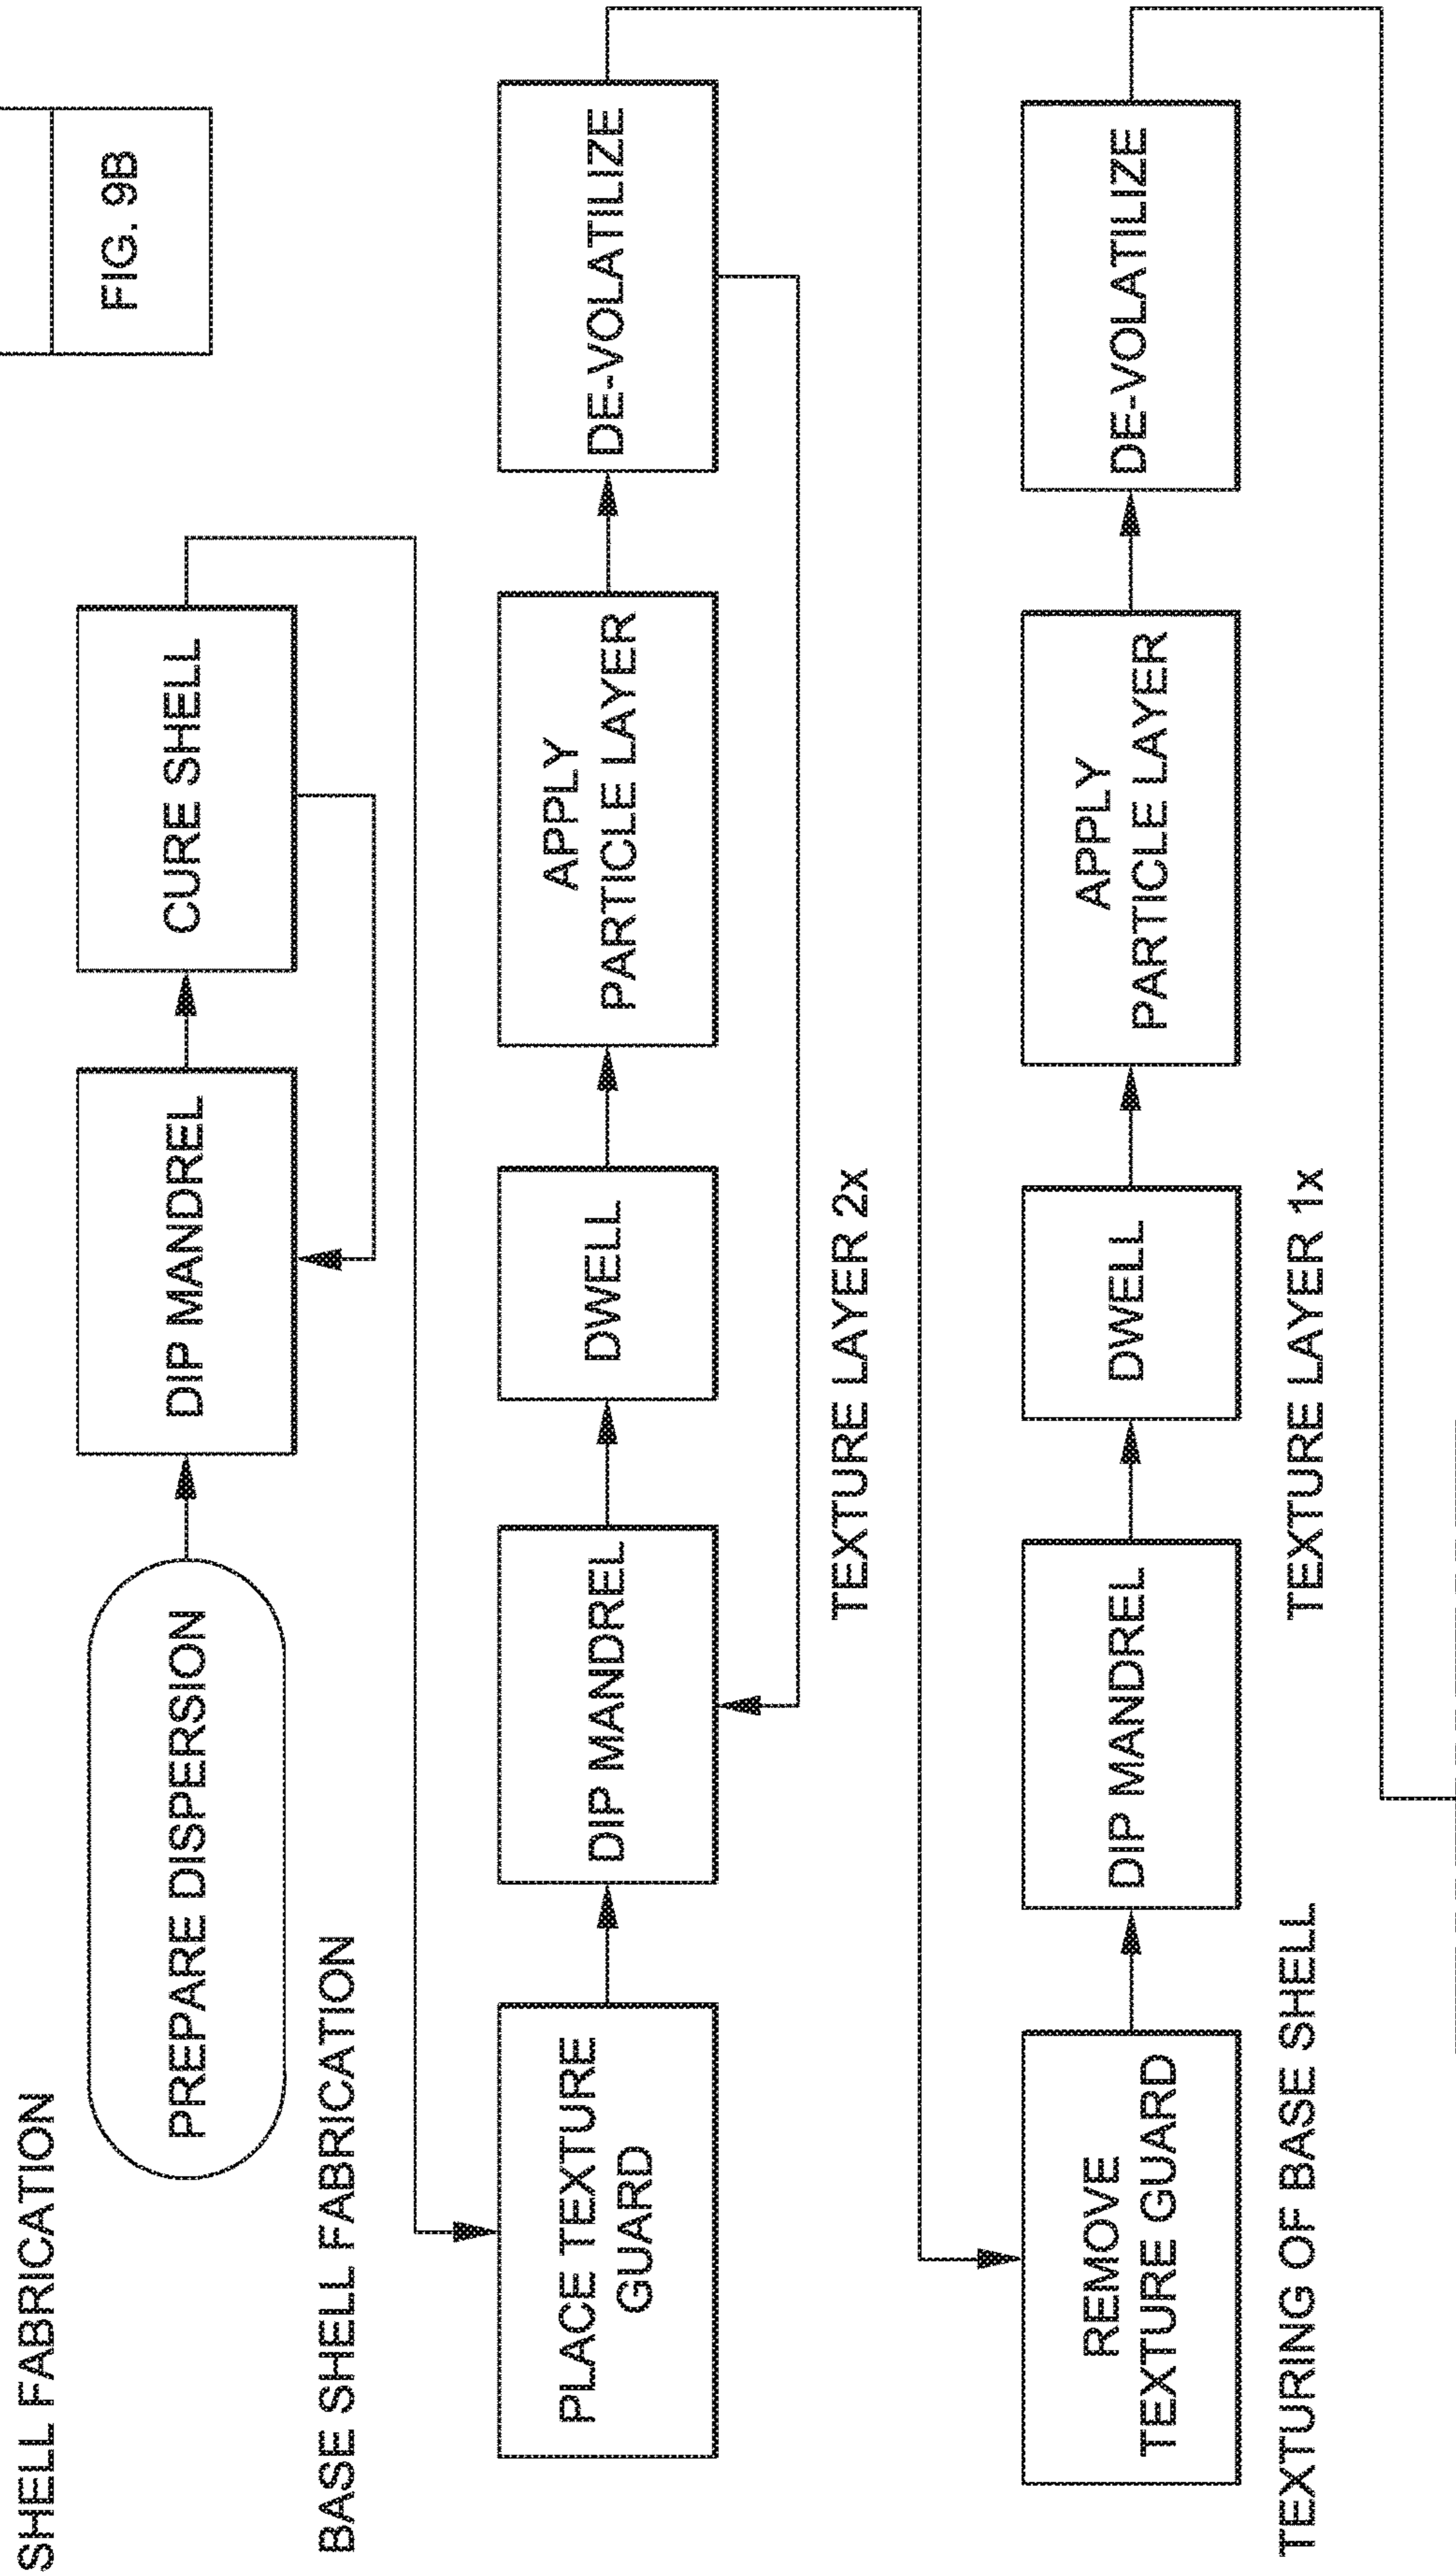 SHELL FABRICATION
FIG. 9B
PREPARE DISPERSION
DIP MANDREL
CURE SHELL
BASE SHELL FABRICATION
PLACE TEXTURE
GUARD
DIP MANDREL
DWELL
APPLY
PARTICLE LAYER
DE-VOLATILIZE
TEXTURE LAYER 2x
REMOVE
TEXTURE GUARD
DIP MANDREL
DWELL
APPLY
PARTICLE LAYER
DE-VOLATILIZE
TEXTURING OF BASE SHELL
TEXTURE LAYER 1x